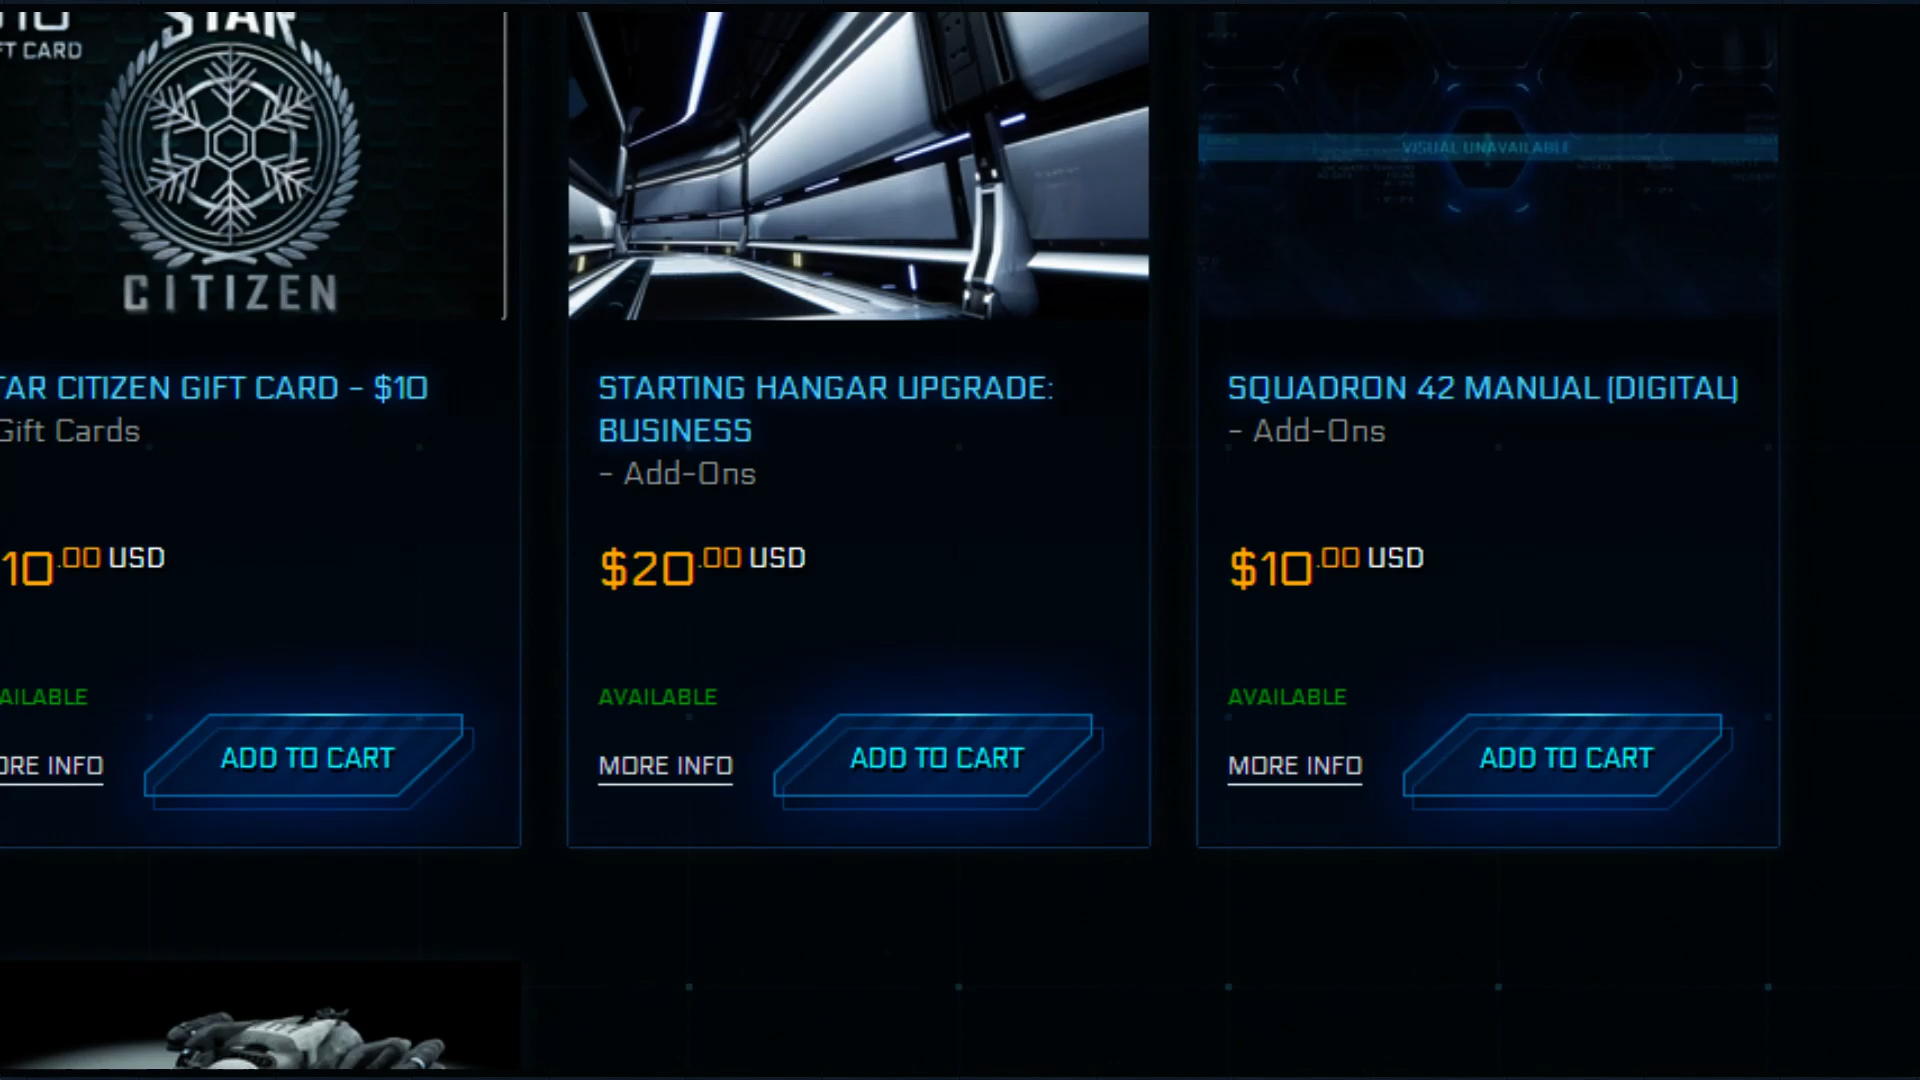 FT CARD
STAR
CITIZEN
VISUAL UNAVAILABLE
TAR CITIZEN GIFT CARD - $10
Gift Cards
10.00 USD
AILABLE
ORE INFO
ADD TO CART
STARTING HANGAR UPGRADE:
BUSINESS
- Add-Ons
$20.00 USD
AVAILABLE
MORE INFO
ADD TO CART
SQUADRON 42 MANUAL (DIGITAL)
- Add-Ons
$10.00 USD
AVAILABLE
MORE INFO
ADD TO CART